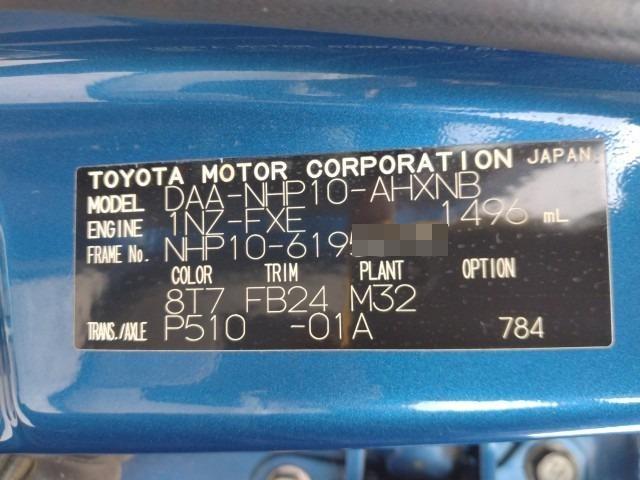 TOYOTA MOTOR CORPORATION JAPAN
MODEL DAA-NHP10-AHXNB
ENGINE 1NZ-FXE 1496 mL
FRAME No. NHP10-619
COLOR TRIM PLANT OPTION
8T7 FB24 M32
TRANS./AXLE P510 -01A 784